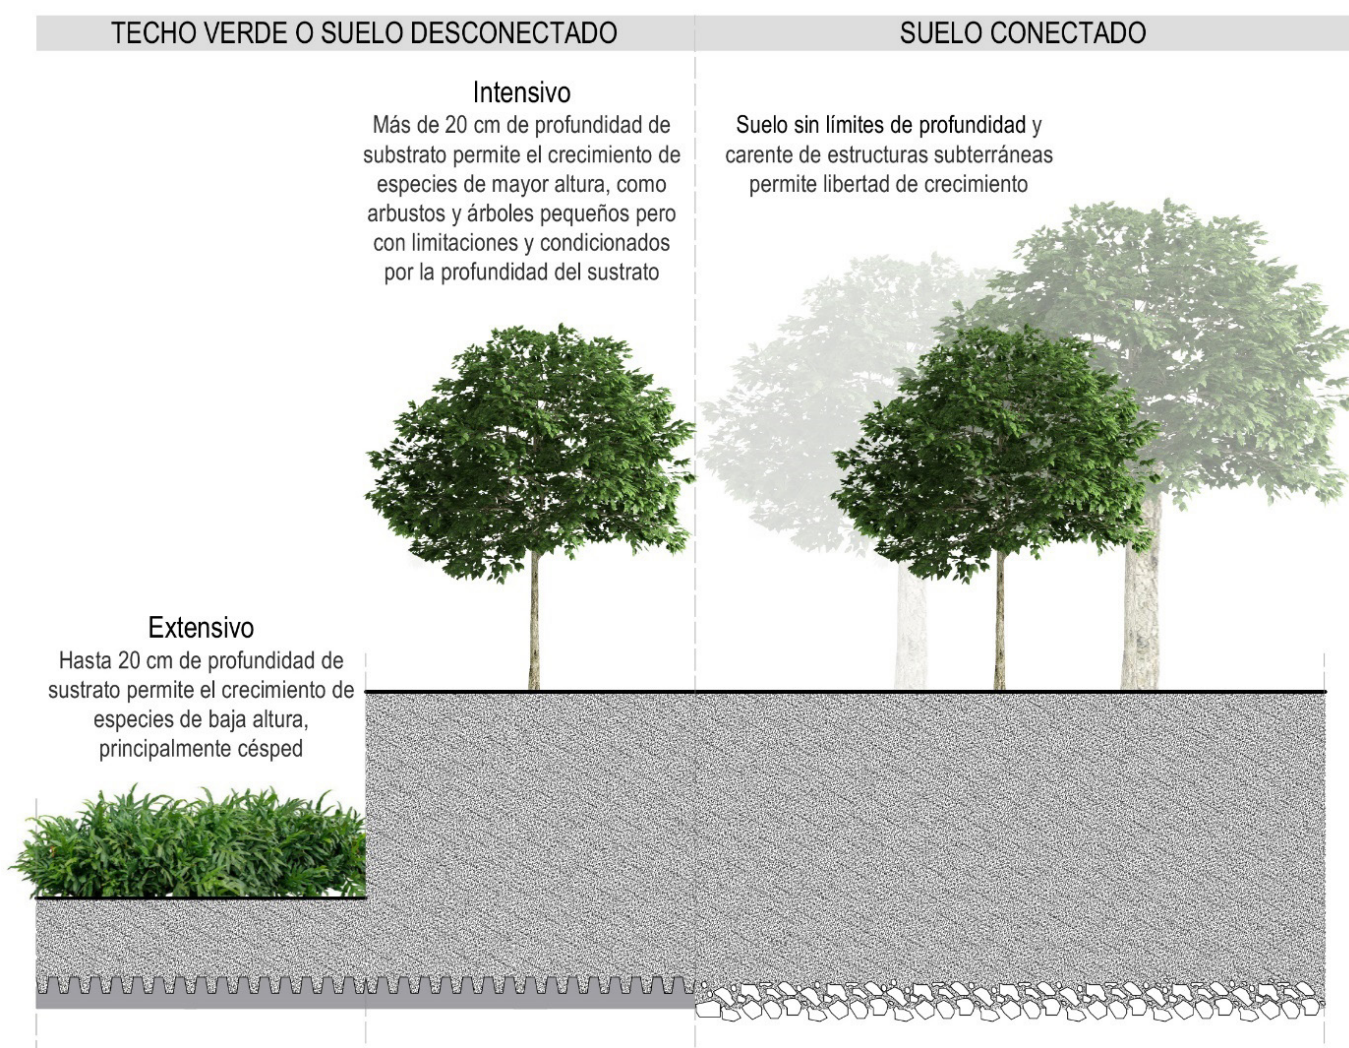 TECHO VERDE O SUELO DESCONECTADO
SUELO CONECTADO
Intensivo
Más de 20 cm de profundidad de
substrato permite el crecimiento de
especies de mayor altura, como
arbustos y árboles pequeños pero
con limitaciones y condicionados
por la profundidad del sustrato
Suelo sin límites de profundidad y
carente de estructuras subterráneas
permite libertad de crecimiento
Extensivo
Hasta 20 cm de profundidad de
sustrato permite el crecimiento de
especies de baja altura,
principalmente césped